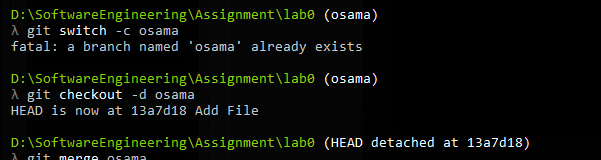 D:\SoftwareEngineering\Assignment\lab0 (osama)
λ git switch -c osama
fatal: a branch named 'osama' already exists
D:\SoftwareEngineering\Assignment\lab0 (osama)
λ git checkout -d osama
HEAD is now at 13a7d18 Add File
D:\SoftwareEngineering\Assignment\lab0 (HEAD detached at 13a7d18)
λ git merge osama